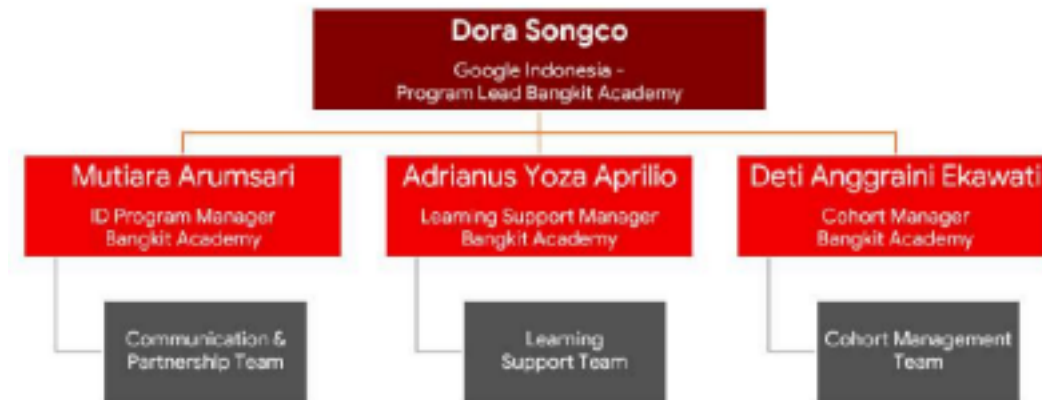 Dora Songco
Google Indonesia -
Program Lead Bangkit Academy
Mutiara Arumsari
ID Program Manager
Bangkit Academy
Adrianus Yoza Aprilio
Learning Support Manager
Bangkit Academy
Deti Anggraini Ekawati
Cohort Manager
Bangkit Academy
Communication &
Partnership Team
Learning
Support Team
Cohort Management
Team